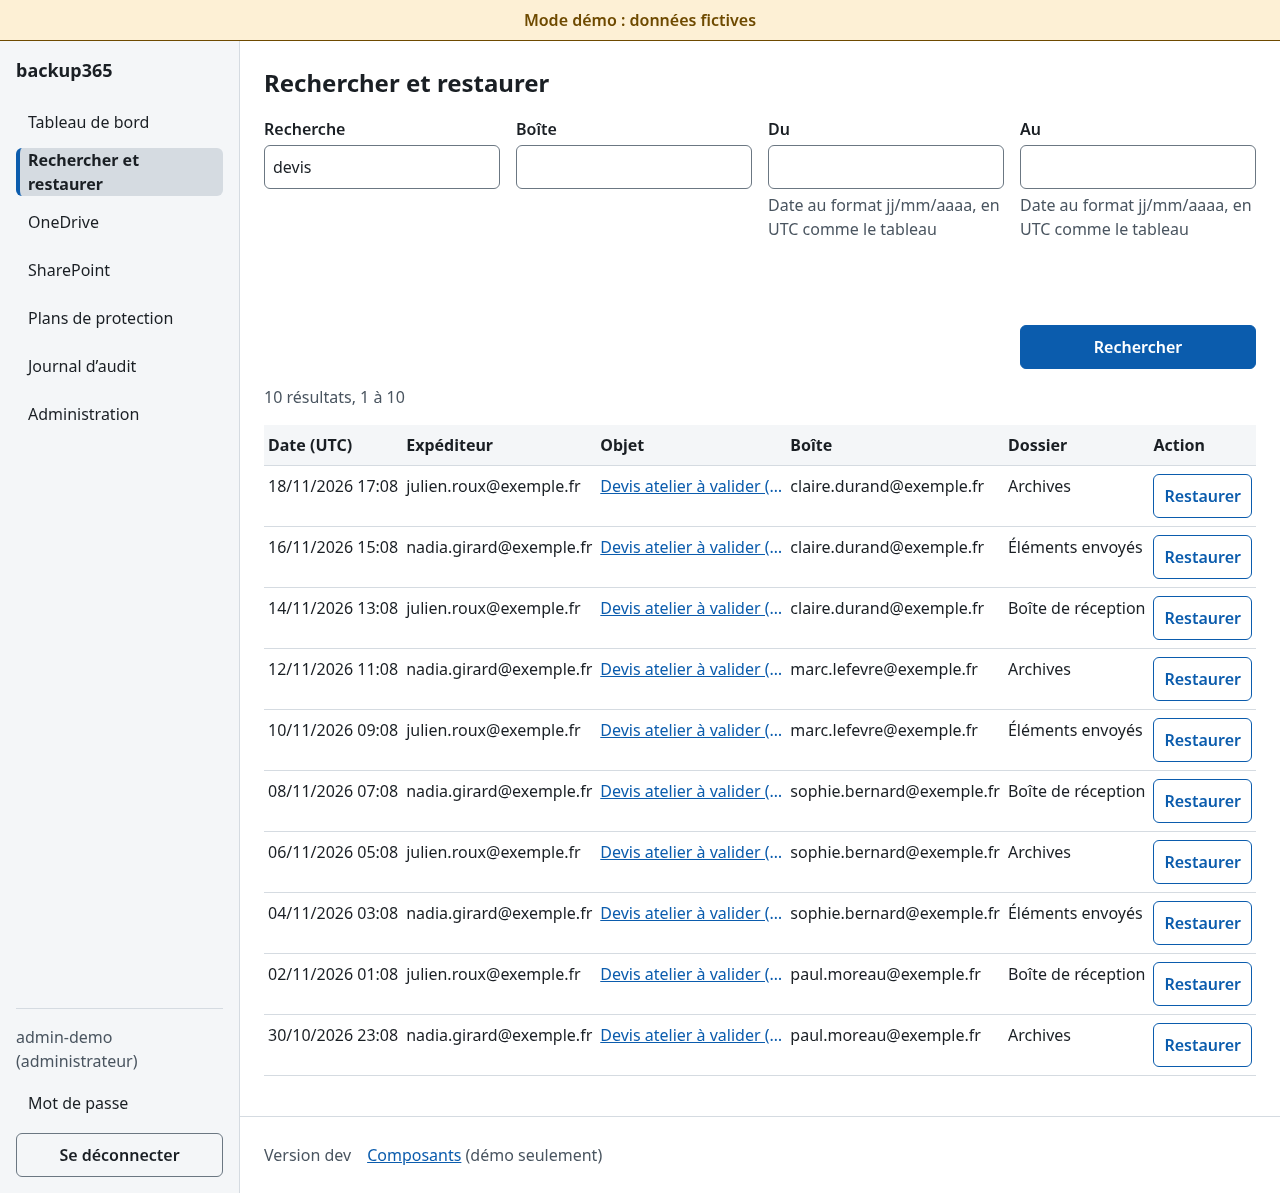 Mode démo : données fictives
backup365
Tableau de bord
Rechercher et
restaurer
OneDrive
SharePoint
Plans de protection
Journal d’audit
Administration
admin-demo
(administrateur)
Mot de passe
Se déconnecter
Rechercher et restaurer
Recherche Boîte Du Au
devis
Date au format jj/mm/aaaa, en Date au format jj/mm/aaaa, en
UTC comme le tableau UTC comme le tableau
Rechercher
10 résultats, 1 à 10
Date (UTC) Expéditeur Objet Boîte Dossier Action
18/11/2026 17:08 julien.roux@exemple.fr Devis atelier à valider (... claire.durand@exemple.fr Archives Restaurer
16/11/2026 15:08 nadia.girard@exemple.fr Devis atelier à valider (... claire.durand@exemple.fr Éléments envoyés Restaurer
14/11/2026 13:08 julien.roux@exemple.fr Devis atelier à valider (... claire.durand@exemple.fr Boîte de réception Restaurer
12/11/2026 11:08 nadia.girard@exemple.fr Devis atelier à valider (... marc.lefevre@exemple.fr Archives Restaurer
10/11/2026 09:08 julien.roux@exemple.fr Devis atelier à valider (... marc.lefevre@exemple.fr Éléments envoyés Restaurer
08/11/2026 07:08 nadia.girard@exemple.fr Devis atelier à valider (... sophie.bernard@exemple.fr Boîte de réception Restaurer
06/11/2026 05:08 julien.roux@exemple.fr Devis atelier à valider (... sophie.bernard@exemple.fr Archives Restaurer
04/11/2026 03:08 nadia.girard@exemple.fr Devis atelier à valider (... sophie.bernard@exemple.fr Éléments envoyés Restaurer
02/11/2026 01:08 julien.roux@exemple.fr Devis atelier à valider (... paul.moreau@exemple.fr Boîte de réception Restaurer
30/10/2026 23:08 nadia.girard@exemple.fr Devis atelier à valider (... paul.moreau@exemple.fr Archives Restaurer
Version dev Composants (démo seulement)